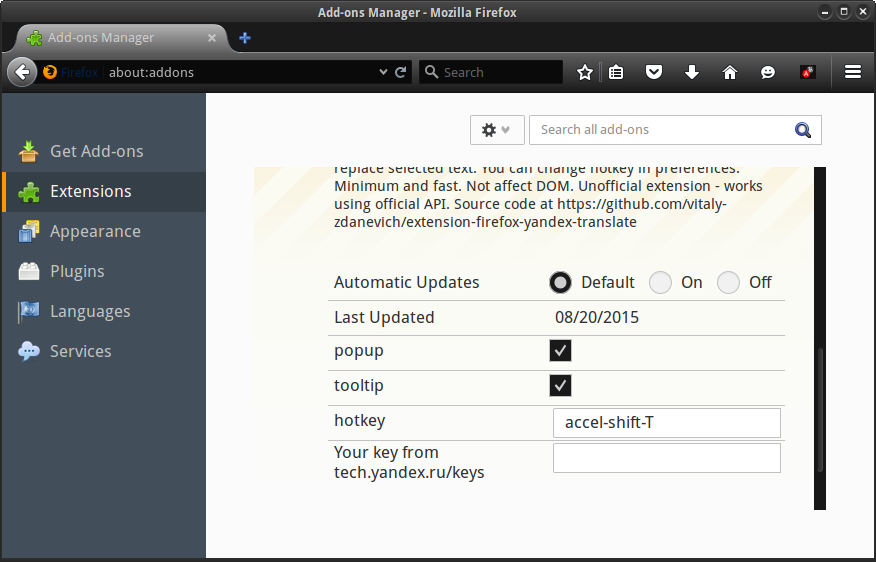 Add-ons Manager - Mozilla Firefox
Add-ons Manager
Firefox about:addons
Search
Search all add-ons
Get Add-ons
Extensions
Appearance
Plugins
Languages
Services
replace selected text. You can change hotkey in preferences.
Minimum and fast. Not affect DOM. Unofficial extension - works
using official API. Source code at https://github.com/vitaly-
zdanevich/extension-firefox-yandex-translate
Automatic Updates Default On Off
Last Updated 08/20/2015
popup
tooltip
hotkey accel-shift-T
Your key from
tech.yandex.ru/keys